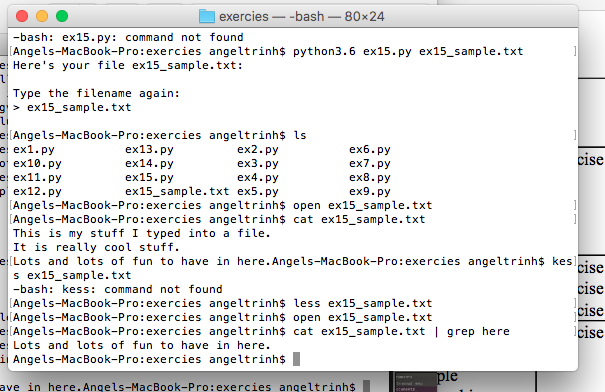 exercies — -bash — 80×24
-bash: ex15.py: command not found
[Angels-MacBook-Pro:exercies angeltrinh$ python3.6 ex15.py ex15_sample.txt ]
Here's your file ex15_sample.txt:
Type the filename again:
> ex15_sample.txt
[Angels-MacBook-Pro:exercies angeltrinh$ ls ]
ex1.py ex13.py ex2.py ex6.py
ex10.py ex14.py ex3.py ex7.py
ex11.py ex15.py ex4.py ex8.py
ex12.py ex15_sample.txt ex5.py ex9.py
[Angels-MacBook-Pro:exercies angeltrinh$ open ex15_sample.txt ]
[Angels-MacBook-Pro:exercies angeltrinh$ cat ex15_sample.txt ]
This is my stuff I typed into a file.
It is really cool stuff.
[Lots and lots of fun to have in here.Angels-MacBook-Pro:exercies angeltrinh$ kes]
s ex15_sample.txt
-bash: kess: command not found
[Angels-MacBook-Pro:exercies angeltrinh$ less ex15_sample.txt ]
[Angels-MacBook-Pro:exercies angeltrinh$ open ex15_sample.txt ]
[Angels-MacBook-Pro:exercies angeltrinh$ cat ex15_sample.txt | grep here ]
Lots and lots of fun to have in here.
Angels-MacBook-Pro:exercies angeltrinh$
ave in here.Angels-MacBook-Pro:exercies angeltrinh$
cise
cise
cise
cise
cise
ple